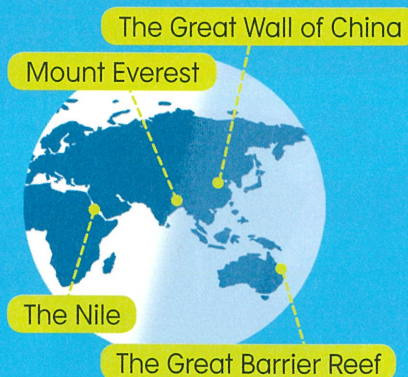 The Great Wall of China
Mount Everest
The Nile
The Great Barrier Reef